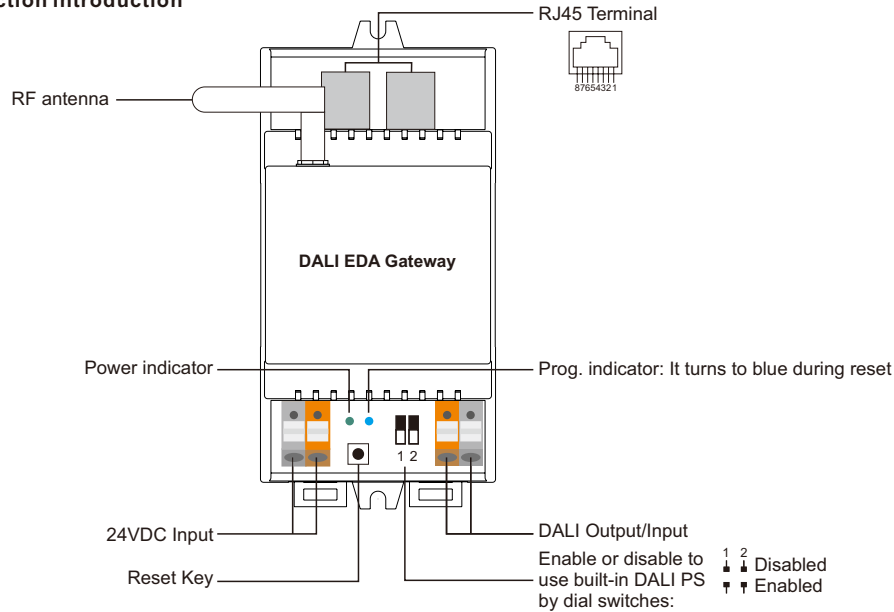 ction Introduction
RJ45 Terminal
87654321
RF antenna
DALI EDA Gateway
Power indicator
Prog. indicator: It turns to blue during reset
1 2
24VDC Input
DALI Output/Input
Reset Key
Enable or disable to
use built-in DALI PS
by dial switches:
1 2
Disabled
Enabled